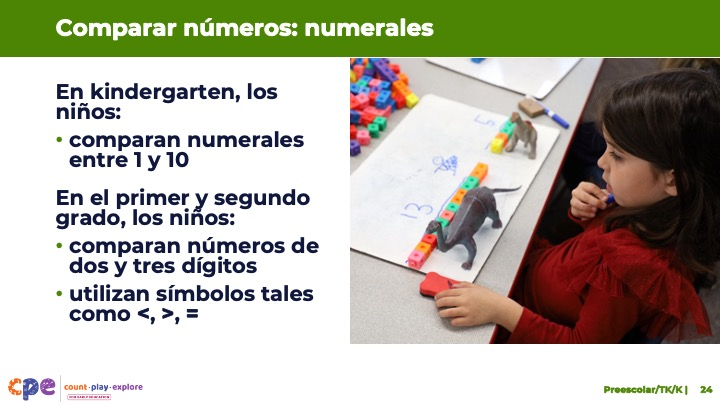 Comparar números: numerales
En kindergarten, los
niños:
• comparan numerales
entre 1 y 10
En el primer y segundo
grado, los niños:
• comparan números de
dos y tres dígitos
• utilizan símbolos tales
como <, >, =
5
13
cpe
count • play • explore
Preescolar/TK/K | 24